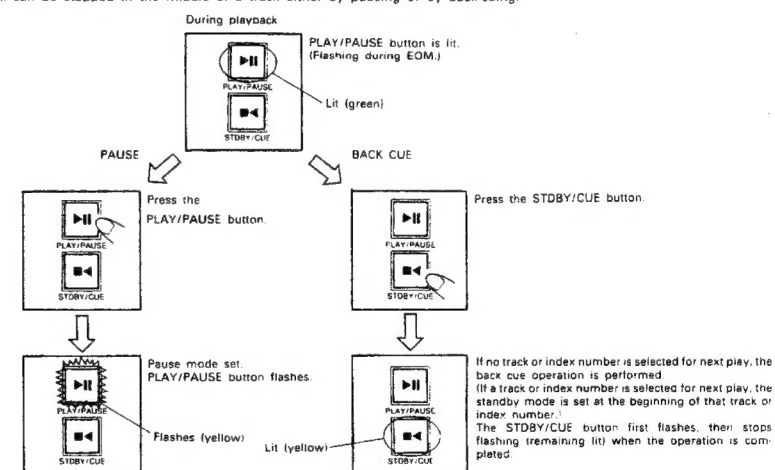 can be stopped in the middle of a track either by pausing or by back-cuing.
During playback
PLAY/PAUSE button is lit.
(Flashing during EOM.)
PLAY/PAUSE
Lit (green)
STDBY/CUE
PAUSE
BACK CUE
Press the
PLAY/PAUSE button.
PLAY/PAUSE
STDBY/CUE
Press the STDBY/CUE button.
PLAY/PAUSE
STDBY/CUE
Pause mode set.
PLAY/PAUSE button flashes.
PLAY/PAUSE
Flashes (yellow)
STDBY/CUE
If no track or index number is selected for next play, the
back cue operation is performed.
(If a track or index number is selected for next play, the
standby mode is set at the beginning of that track or
index number.)
The STDBY/CUE button first flashes, then stops
flashing (remaining lit) when the operation is com-
pleted.
PLAY/PAUSE
Lit (yellow)
STDBY/CUE